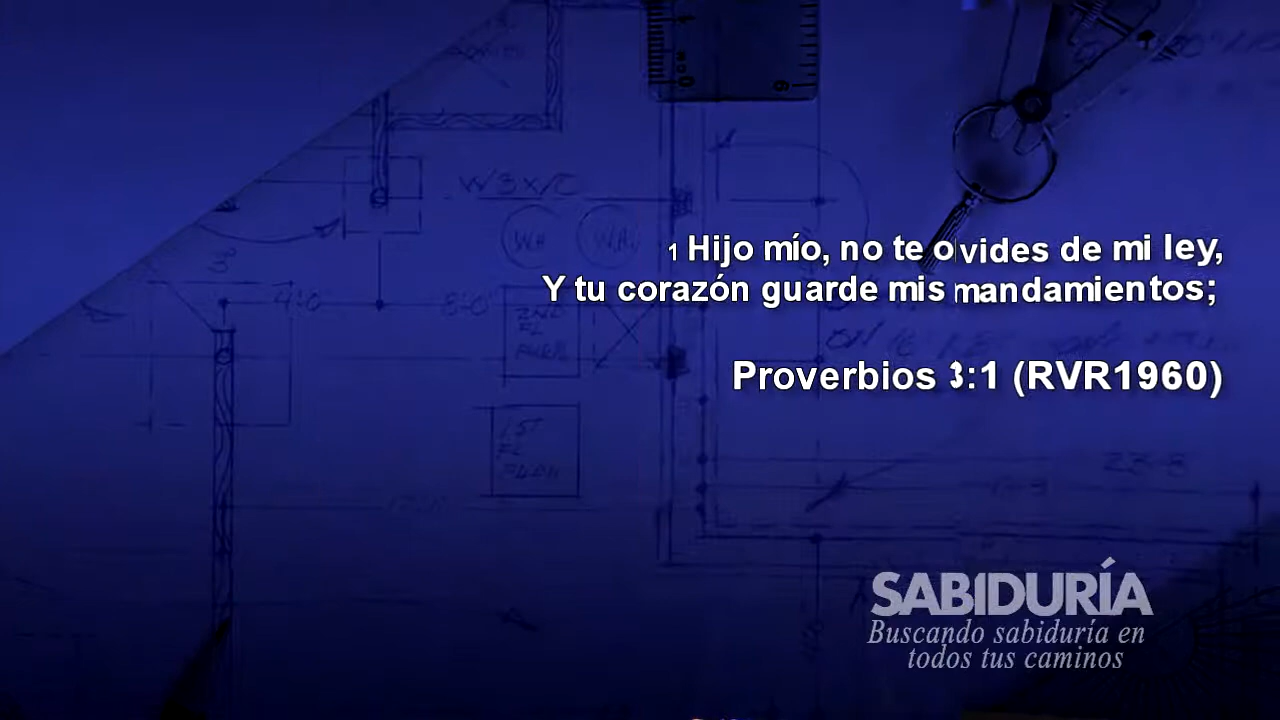 1 Hijo mío, no te olvides de mi ley,
Y tu corazón guarde mis mandamientos;
Proverbios 3:1 (RVR1960)
SABIDURÍA
Buscando sabiduría en
todos tus caminos